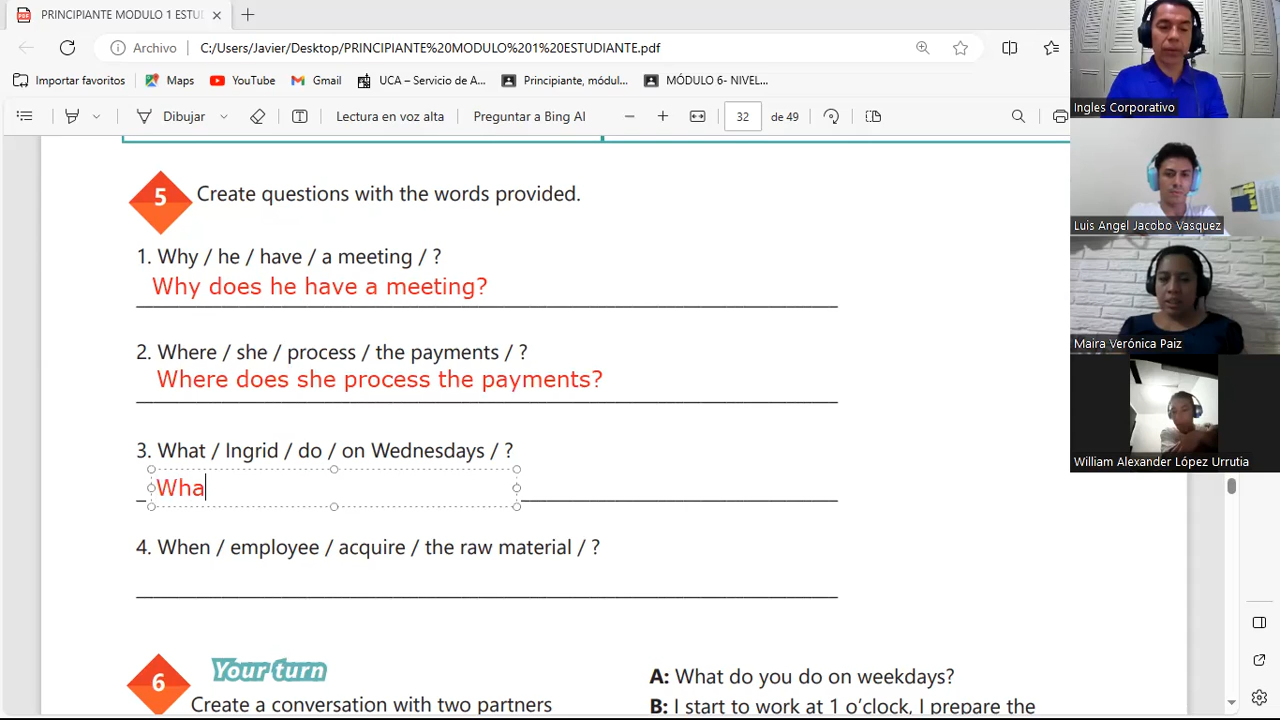 PRINCIPIANTE MODULO 1 ESTUD
Archivo C:/Users/Javier/Desktop/PRINCIPIANTE%20MODULO%201%20ESTUDIANTE.pdf
Importar favoritos Maps YouTube Gmail UCA – Servicio de A... Principiante, módul... MÓDULO 6- NIVEL...
Dibujar Lectura en voz alta Preguntar a Bing AI 32 de 49
5 Create questions with the words provided.
1. Why / he / have / a meeting / ?
Why does he have a meeting?
2. Where / she / process / the payments / ?
Where does she process the payments?
3. What / Ingrid / do / on Wednesdays / ?
Wha
4. When / employee / acquire / the raw material / ?
6 Your turn
Create a conversation with two partners
A: What do you do on weekdays?
B: I start to work at 1 o’clock, I prepare the
Ingles Corporativo
Luis Angel Jacobo Vasquez
Maira Verónica Paiz
William Alexander López Urrutia